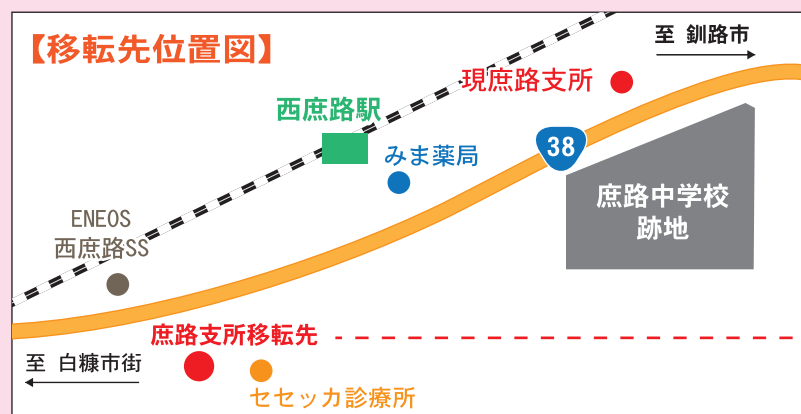 【移転先位置図】
至 釧路市
現庶路支所
西庶路駅
みま薬局
38
庶路中学校
跡地
ENEOS
西庶路SS
庶路支所移転先
至 白糠市街
セセッカ診療所